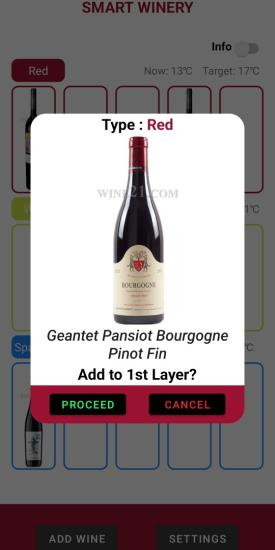 SMART WINERY
Info
Red
Now: 13℃ Target: 17℃
Type : Red
WINE21.COM
BOURGOGNE
Geantet Pansiot Bourgogne
Pinot Fin
Add to 1st Layer?
PROCEED
CANCEL
ADD WINE
SETTINGS